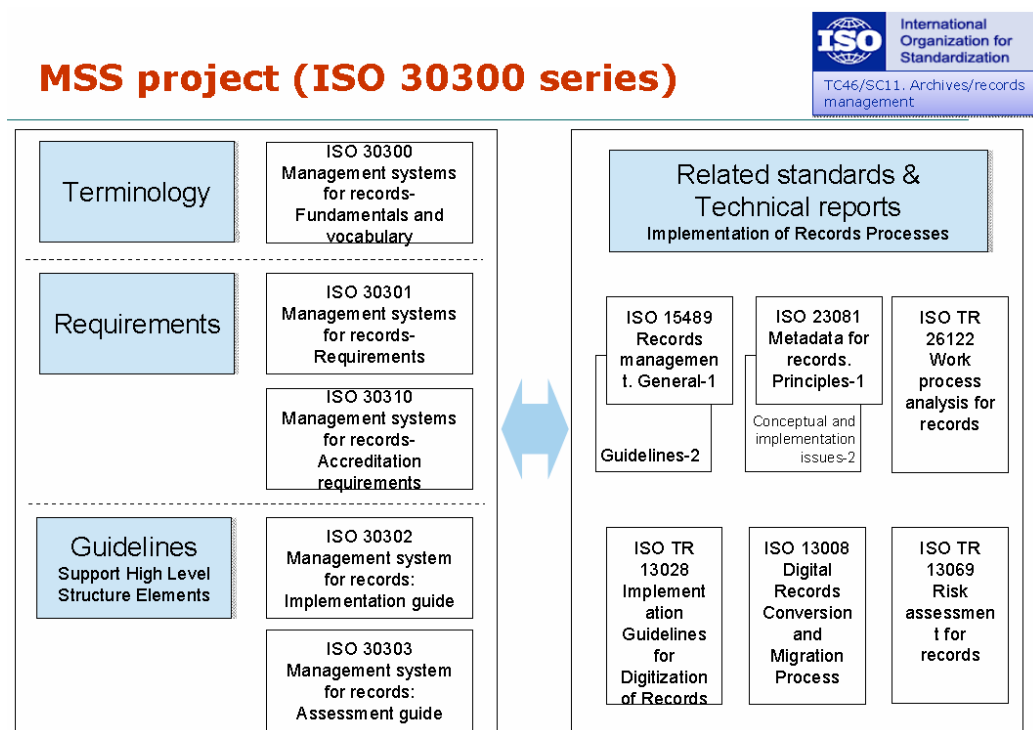 MSS project (ISO 30300 series)
ISO
International
Organization for
Standardization
TC46/SC11. Archives/records
management
Terminology
ISO 30300
Management systems
for records-
Fundamentals and
vocabulary
Requirements
ISO 30301
Management systems
for records-
Requirements
ISO 30310
Management systems
for records-
Accreditation
requirements
Guidelines
Support High Level
Structure Elements
ISO 30302
Management system
for records:
Implementation guide
ISO 30303
Management system
for records:
Assessment guide
Related standards &
Technical reports
Implementation of Records Processes
ISO 15489
Records
managemen
t. General-1
Guidelines-2
ISO 23081
Metadata for
records.
Principles-1
Conceptual and
implementation
issues-2
ISO TR
26122
Work
process
analysis for
records
ISO TR
13028
Implement
ation
Guidelines
for
Digitization
of Records
ISO 13008
Digital
Records
Conversion
and
Migration
Process
ISO TR
13069
Risk
assessmen
t for
records